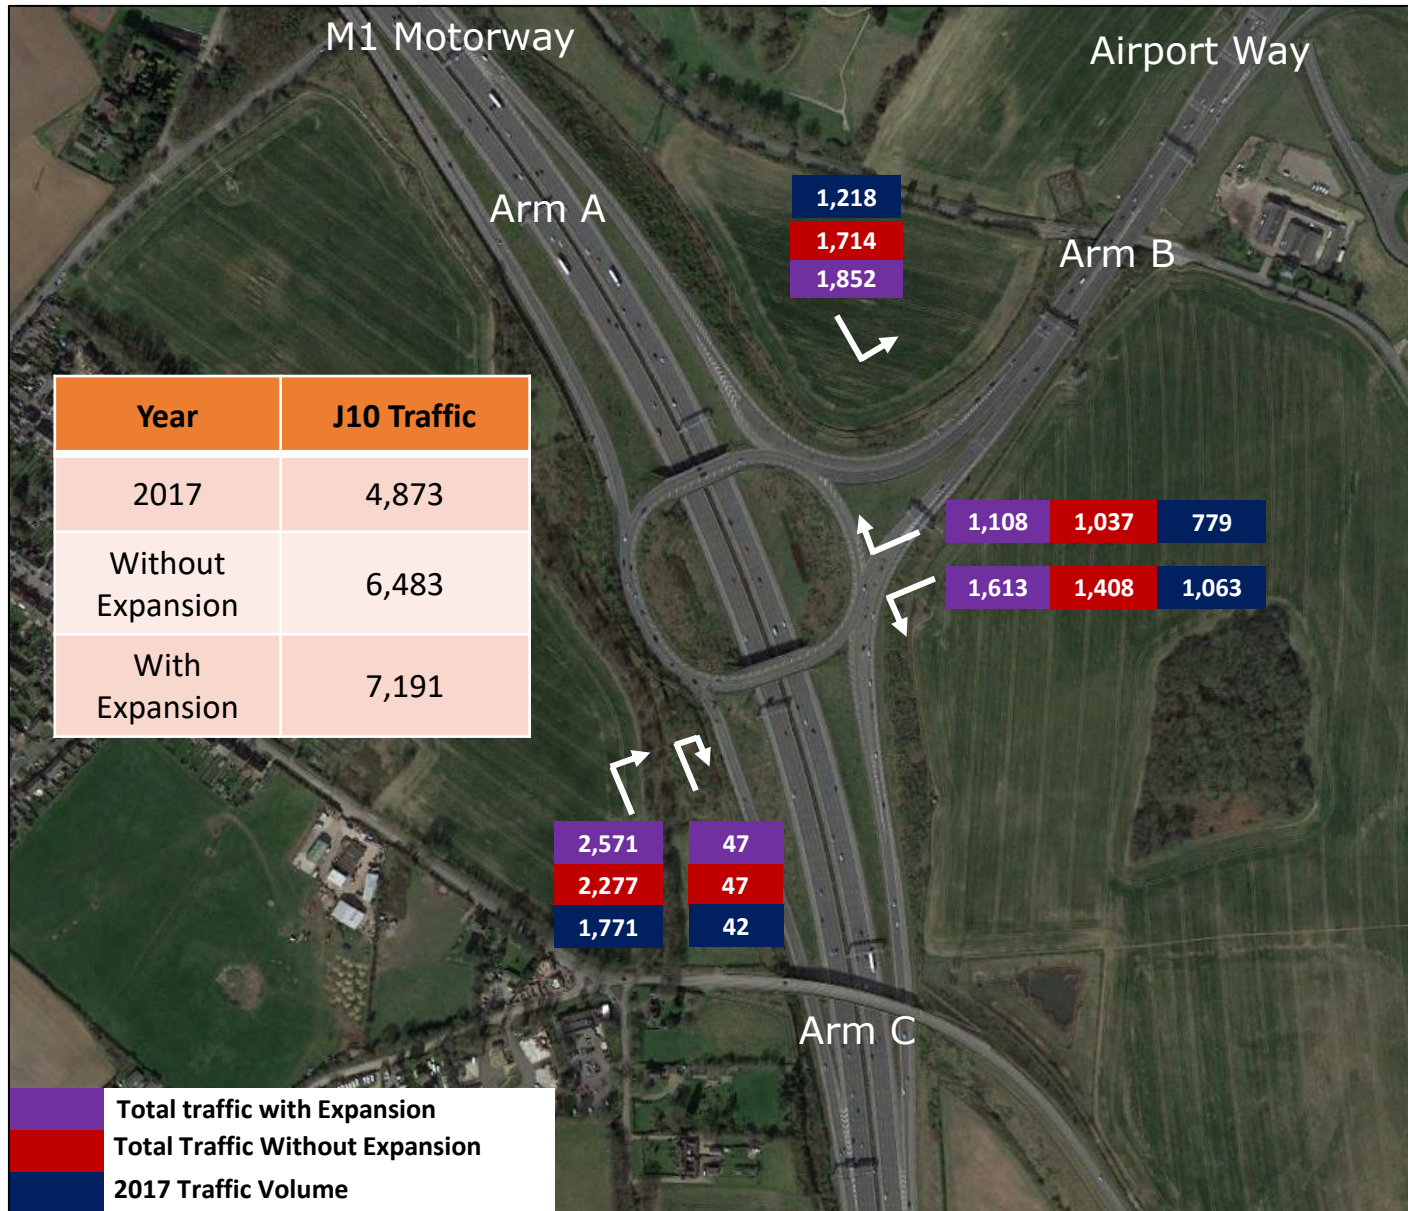 M1 Motorway
Airport Way
Arm A
1,218
1,714
1,852
Arm B
Year J10 Traffic
2017 4,873
Without
Expansion
6,483
With
Expansion
7,191
1,108 1,037 779
1,613 1,408 1,063
2,571 47
2,277 47
1,771 42
Arm C
Total traffic with Expansion
Total Traffic Without Expansion
2017 Traffic Volume